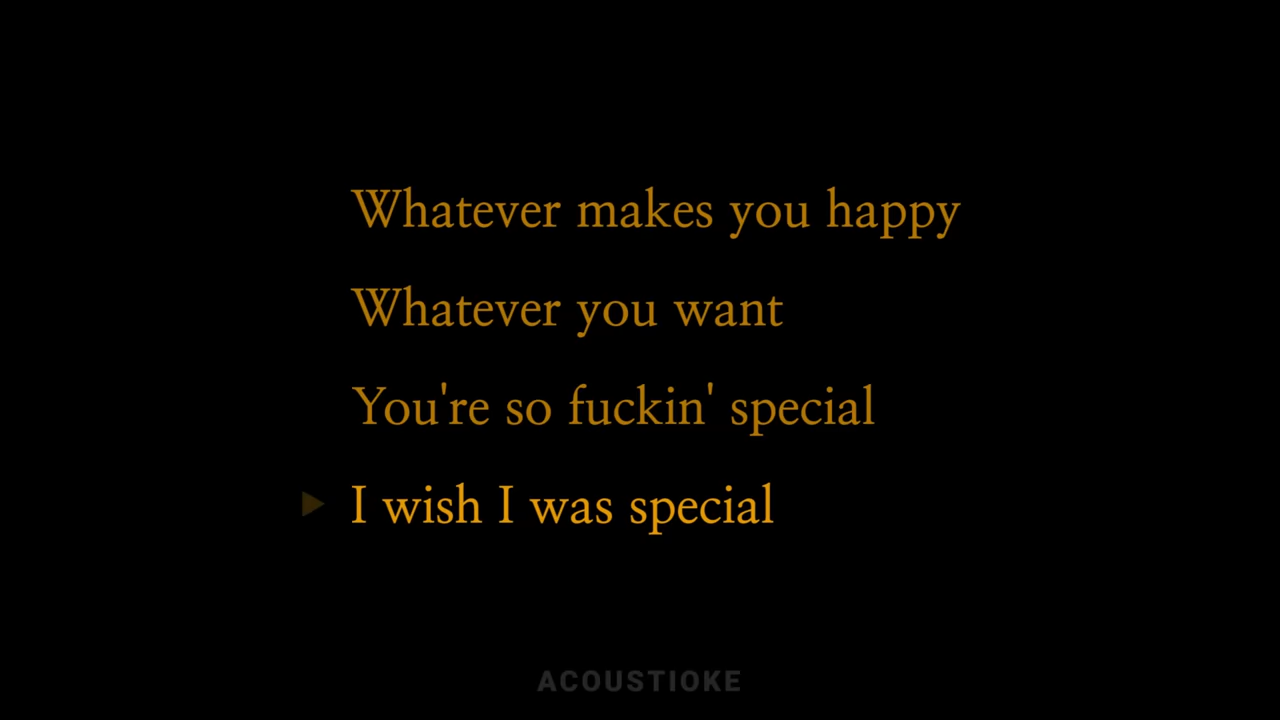 Whatever makes you happy
Whatever you want
You're so fuckin' special
I wish I was special
ACOUSTIOKE